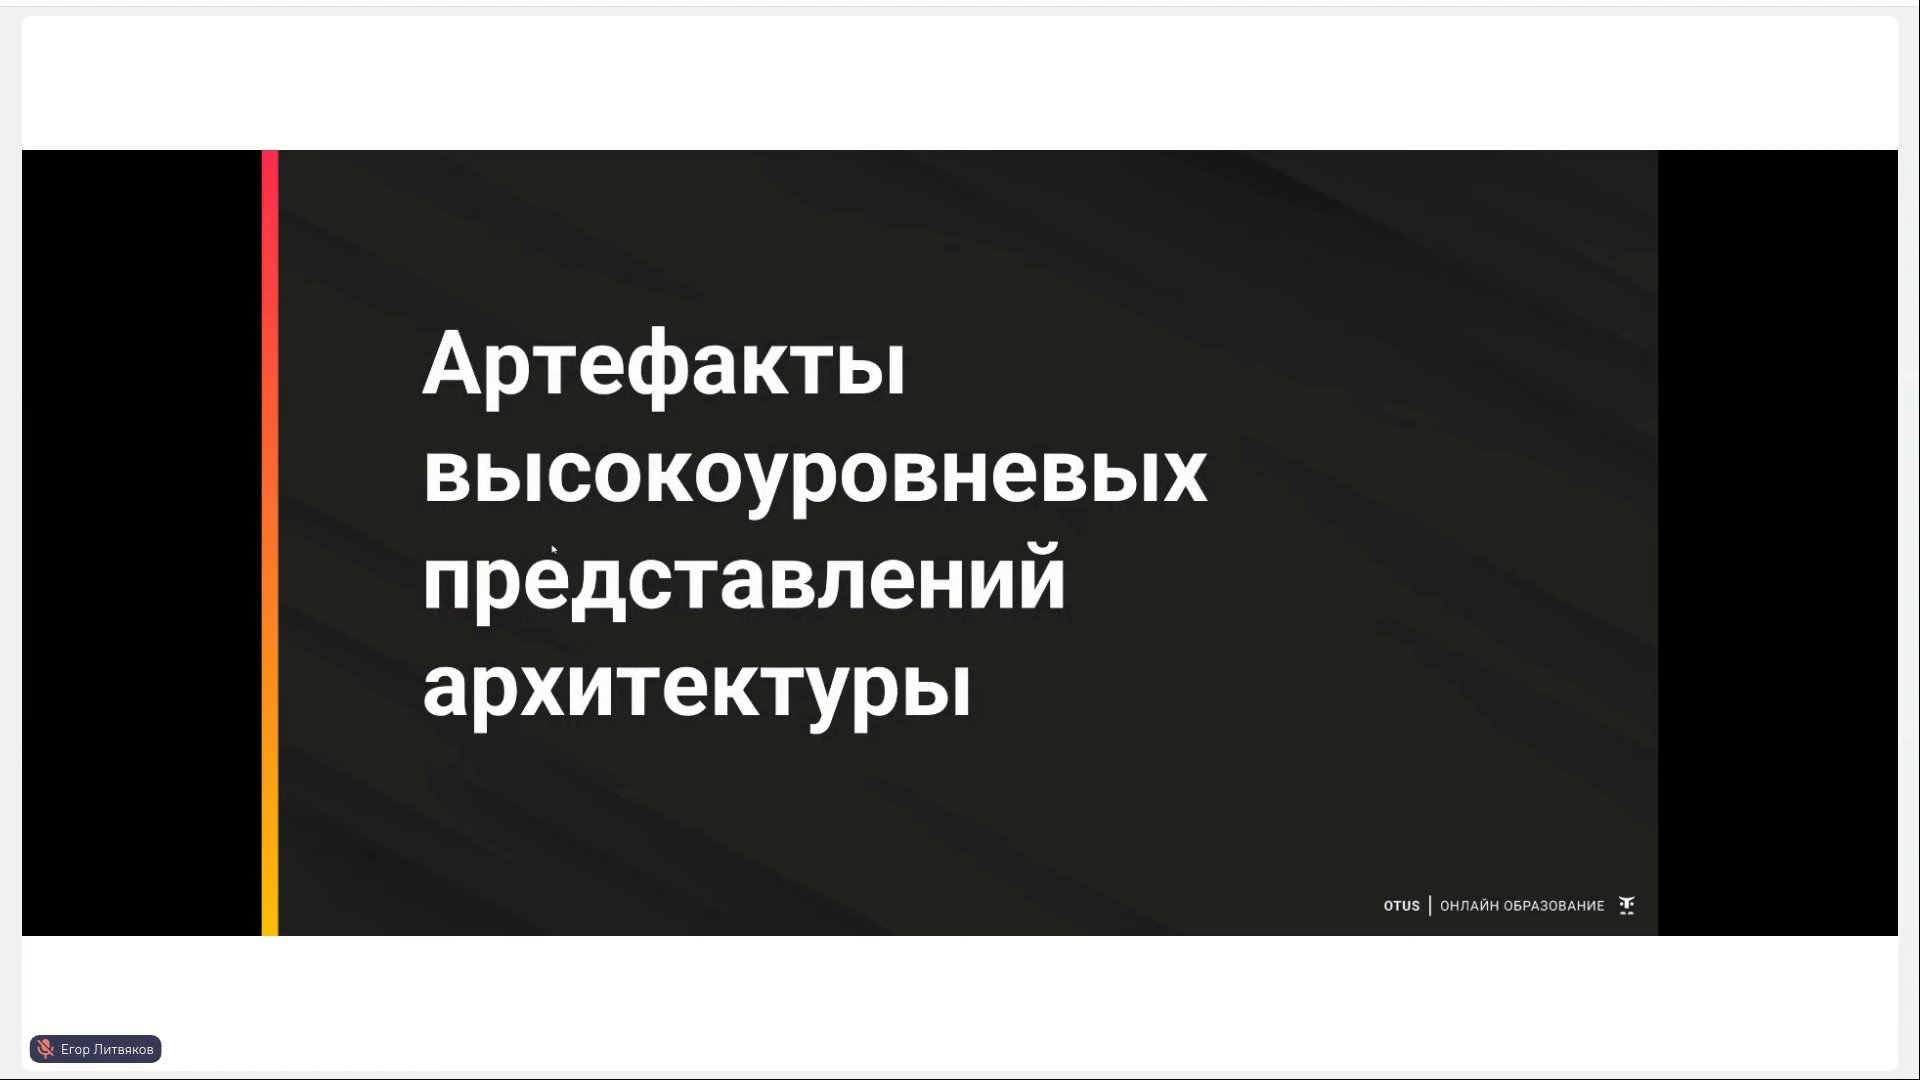 Артефакты
высокоуровневых
представлений
архитектуры
OTUS | ОНЛАЙН ОБРАЗОВАНИЕ
Егор Литвяков